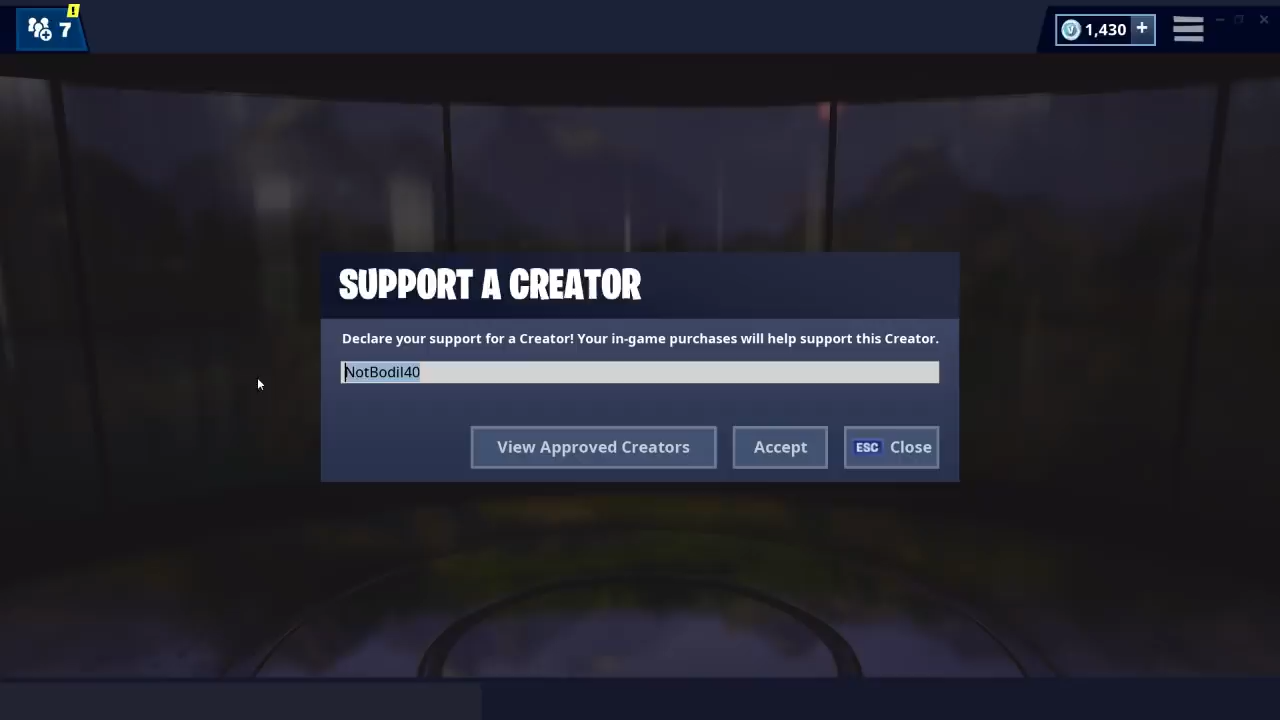 !
7
1,430 +
SUPPORT A CREATOR
Declare your support for a Creator! Your in-game purchases will help support this Creator.
NotBodil40
View Approved Creators
Accept
ESC Close